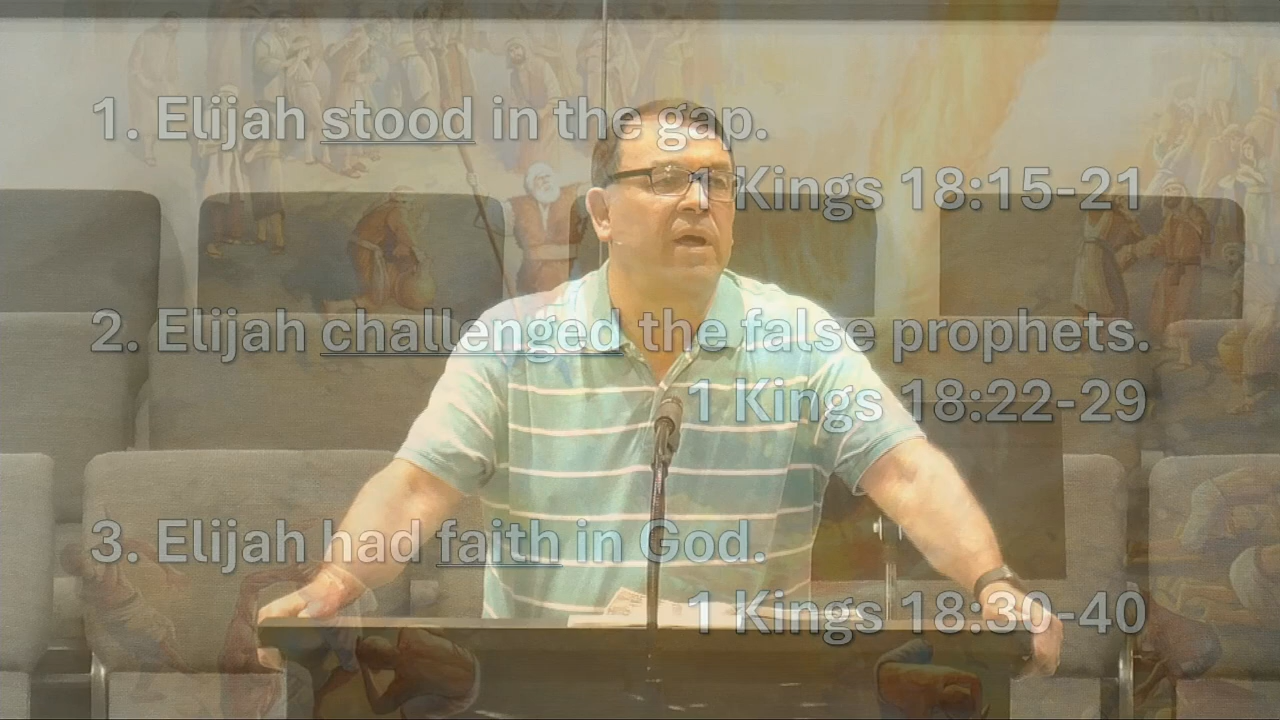 1. Elijah stood in the gap.
Kings 18:15-21
2. Elijah challenged the false prophets.
1 Kings 18:22-29
3. Elijah had faith in God.
1 Kings 18:30-40